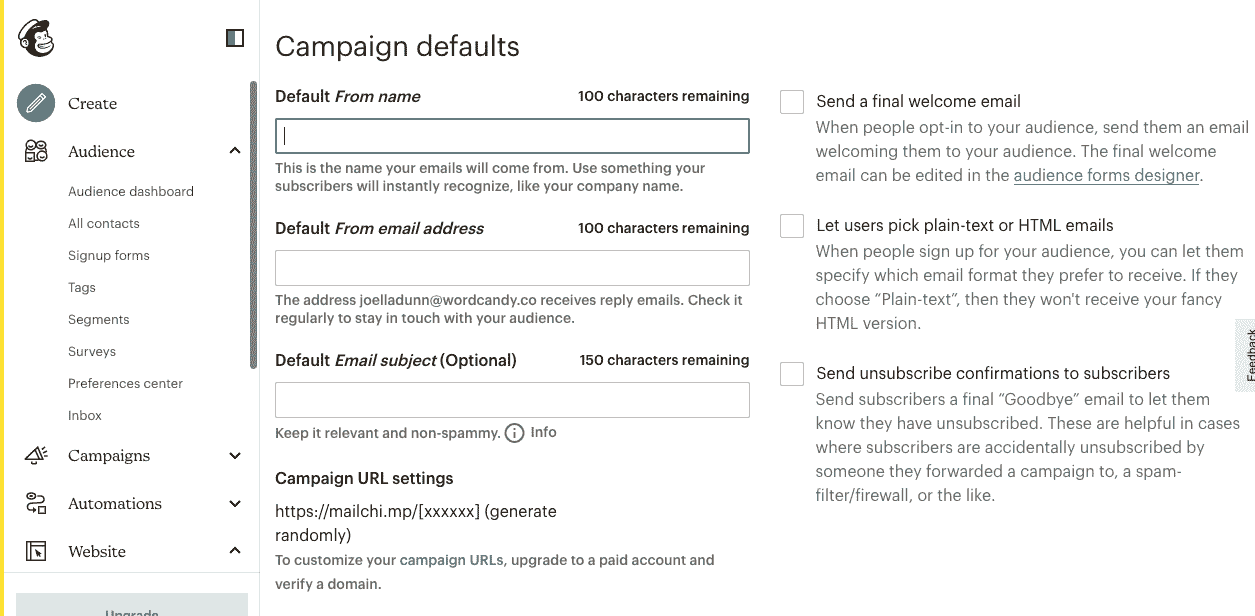 Create
Audience
Audience dashboard
All contacts
Signup forms
Tags
Segments
Surveys
Preferences center
Inbox
Campaigns
Automations
Website
Upgrade
Campaign defaults
Default From name
100 characters remaining
This is the name your emails will come from. Use something your
subscribers will instantly recognize, like your company name.
Default From email address
100 characters remaining
The address joelladunn@wordcandy.co receives reply emails. Check it
regularly to stay in touch with your audience.
Default Email subject (Optional)
150 characters remaining
Keep it relevant and non-spammy. Info
Campaign URL settings
https://mailchi.mp/[xxxxxx] (generate
randomly)
To customize your campaign URLs, upgrade to a paid account and
verify a domain.
Send a final welcome email
When people opt-in to your audience, send them an email
welcoming them to your audience. The final welcome
email can be edited in the audience forms designer.
Let users pick plain-text or HTML emails
When people sign up for your audience, you can let them
specify which email format they prefer to receive. If they
choose “Plain-text”, then they won't receive your fancy
HTML version.
Send unsubscribe confirmations to subscribers
Send subscribers a final “Goodbye” email to let them
know they have unsubscribed. These are helpful in cases
where subscribers are accidentally unsubscribed by
someone they forwarded a campaign to, a spam-
filter/firewall, or the like.
Feedback